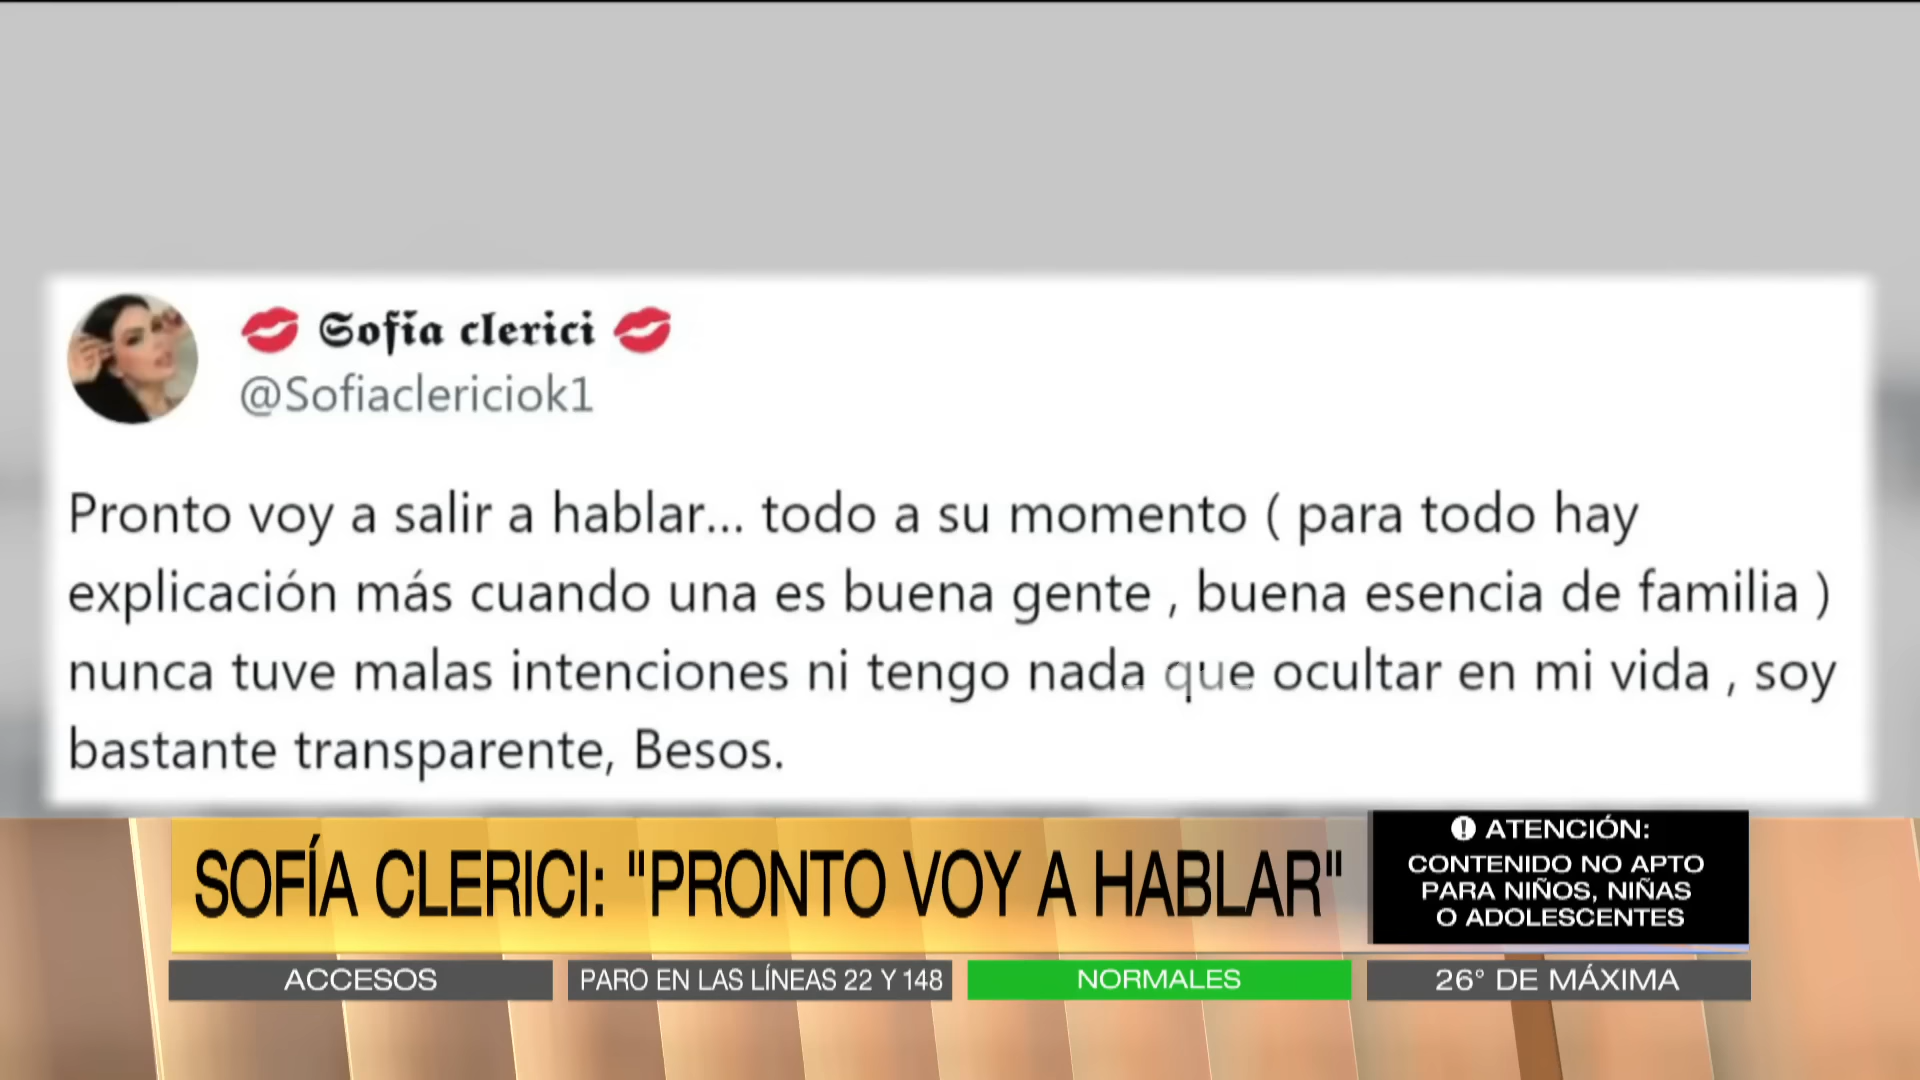 💋 Sofía clerici 💋
@Sofiaclericiok1
Pronto voy a salir a hablar... todo a su momento ( para todo hay
explicación más cuando una es buena gente , buena esencia de familia )
nunca tuve malas intenciones ni tengo nada que ocultar en mi vida , soy
bastante transparente, Besos.
SOFÍA CLERICI: "PRONTO VOY A HABLAR"
ATENCIÓN:
CONTENIDO NO APTO
PARA NIÑOS, NIÑAS
O ADOLESCENTES
ACCESOS
PARO EN LAS LÍNEAS 22 Y 148
NORMALES
26° DE MÁXIMA